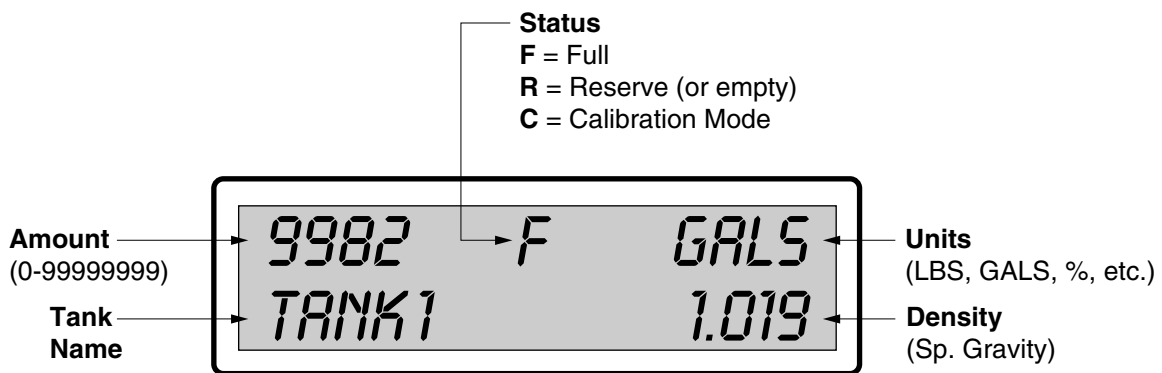 Status
F = Full
R = Reserve (or empty)
C = Calibration Mode
Amount
(0-99999999)
9982 F GALS
Units
(LBS, GALS, %, etc.)
Tank
Name
TANK1 1.019
Density
(Sp. Gravity)